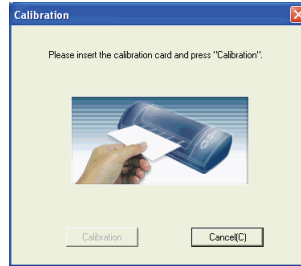 Calibration
Please insert the calibration card and press "Calibration".
Calibration
Cancel(C)